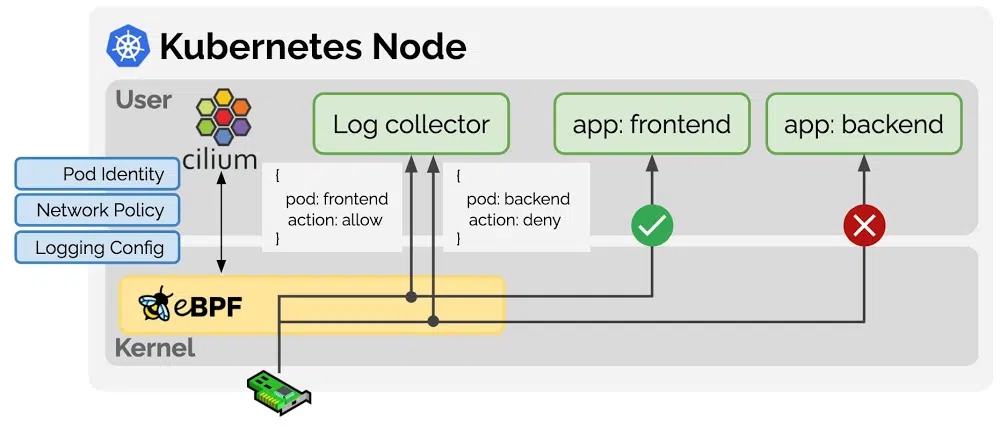 Kubernetes Node
User
cilium
Log collector
app: frontend
app: backend
Pod Identity
Network Policy
Logging Config
{
pod: frontend
action: allow
}
{
pod: backend
action: deny
}
eBPF
Kernel